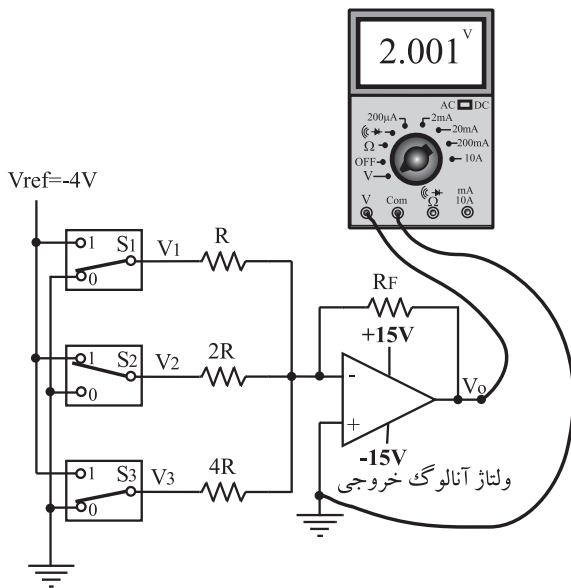 2.001 V
AC DC
200μA 2mA
20mA
Ω 200mA
OFF 10A
V
V Com Ω mA 10A
Vref=-4V
1 S1 V1 R
0
RF
+15V
1 S2 V2 2R
0
- Vo
+
-15V
1 S3 V3 4R
0
ولتاژ آنالوگ خروجی